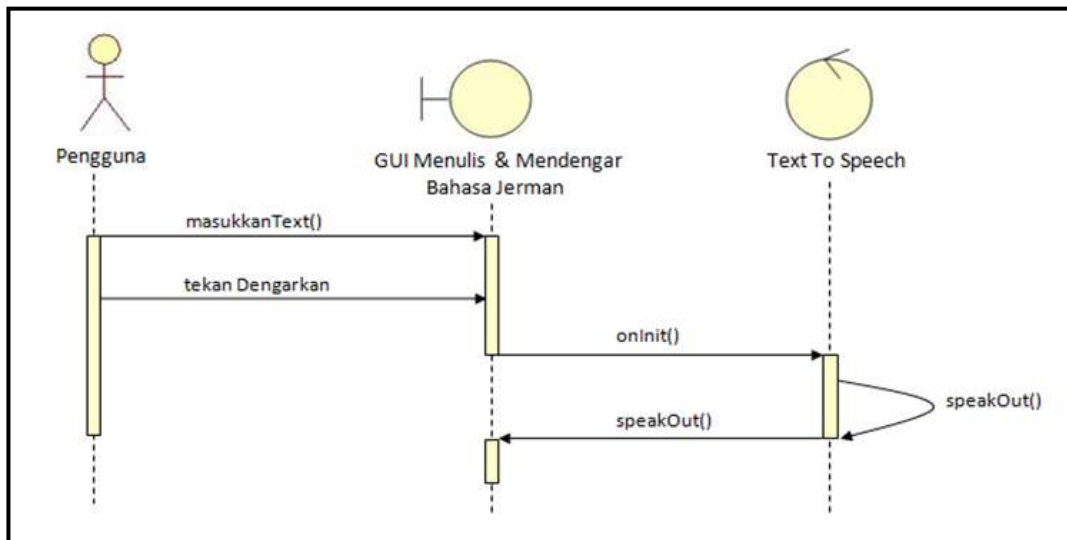 Pengguna
GUI Menulis & Mendengar
Bahasa Jerman
Text To Speech
masukkanText()
tekan Dengarkan
onInit()
speakOut()
speakOut()